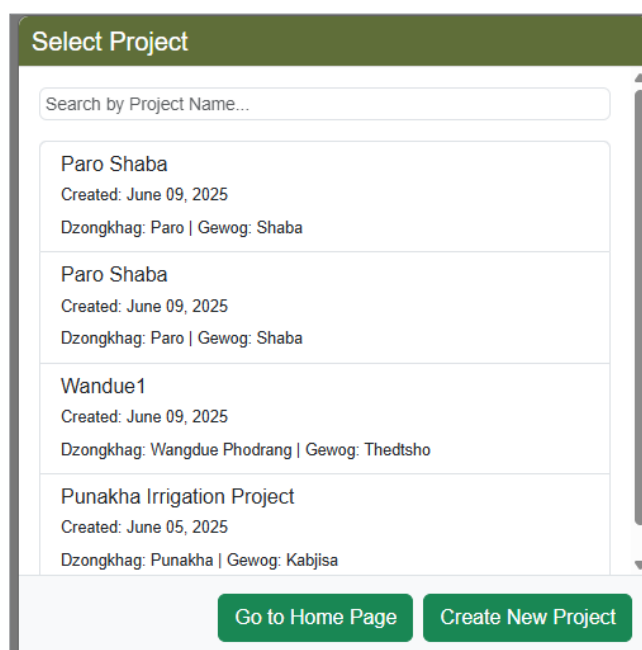 Select Project
Search by Project Name...
Paro Shaba
Created: June 09, 2025
Dzongkhag: Paro | Gewog: Shaba
Paro Shaba
Created: June 09, 2025
Dzongkhag: Paro | Gewog: Shaba
Wandue1
Created: June 09, 2025
Dzongkhag: Wangdue Phodrang | Gewog: Thedtsho
Punakha Irrigation Project
Created: June 05, 2025
Dzongkhag: Punakha | Gewog: Kabjisa
Go to Home Page Create New Project